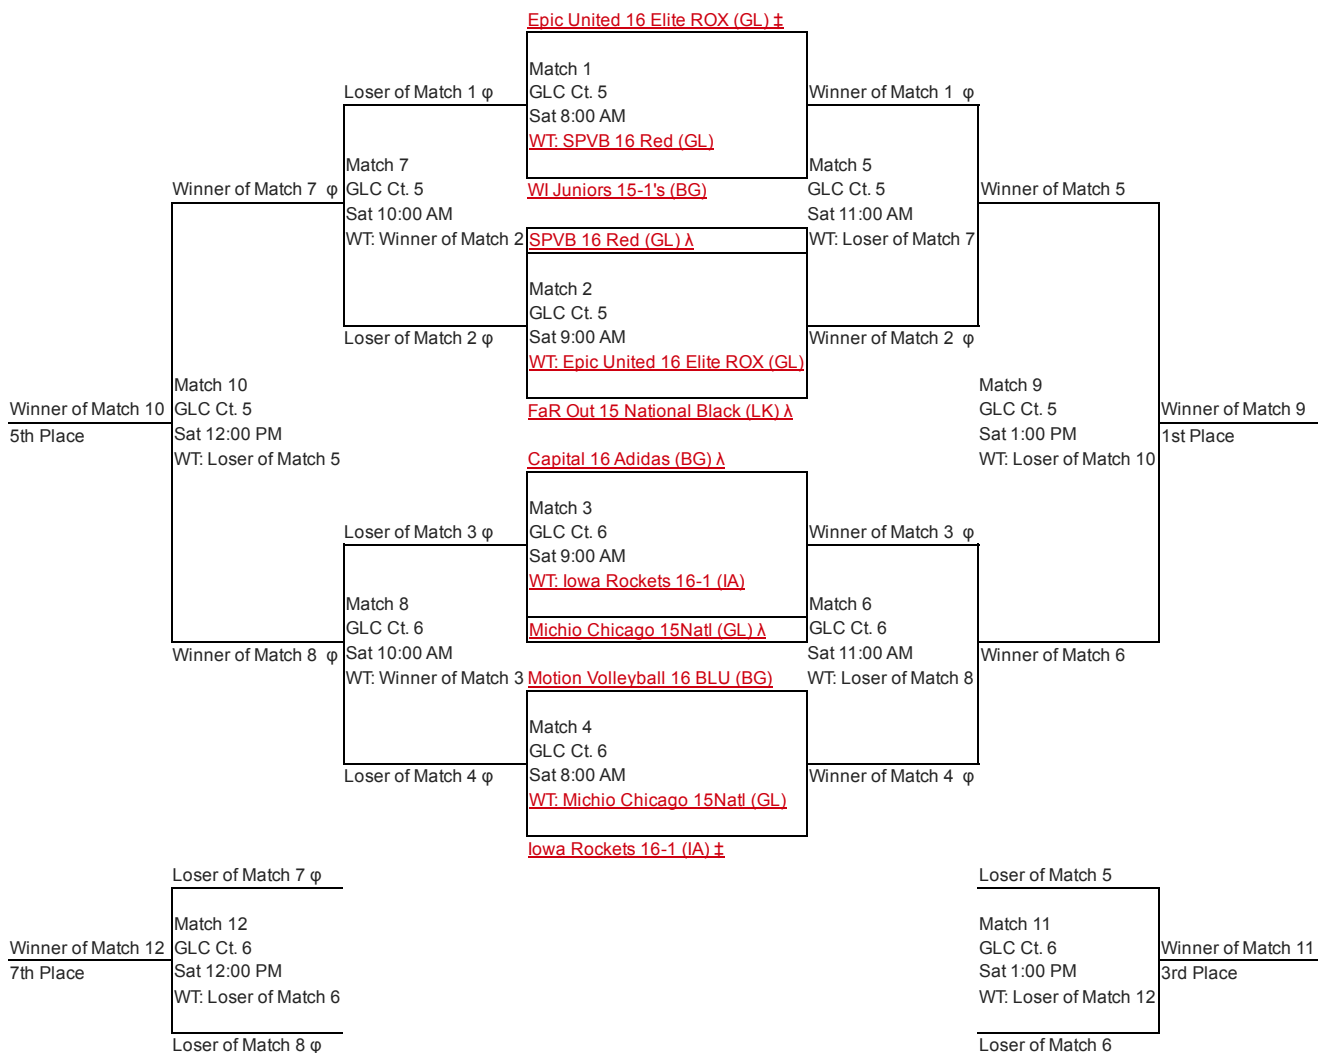 Epic United 16 Elite ROX (GL) ‡
Match 1
GLC Ct. 5
Sat 8:00 AM
WT: SPVB 16 Red (GL)
WI Juniors 15-1's (BG)
Loser of Match 1 φ
Winner of Match 1 φ
Match 7
GLC Ct. 5
Sat 10:00 AM
WT: Winner of Match 2
Match 5
GLC Ct. 5
Sat 11:00 AM
WT: Loser of Match 7
Winner of Match 7 φ
Winner of Match 5
SPVB 16 Red (GL) λ
Match 2
GLC Ct. 5
Sat 9:00 AM
WT: Epic United 16 Elite ROX (GL)
FaR Out 15 National Black (LK) λ
Loser of Match 2 φ
Winner of Match 2 φ
Match 10
GLC Ct. 5
Sat 12:00 PM
WT: Loser of Match 5
Winner of Match 10
5th Place
Match 9
GLC Ct. 5
Sat 1:00 PM
WT: Loser of Match 10
Winner of Match 9
1st Place
Capital 16 Adidas (BG) λ
Match 3
GLC Ct. 6
Sat 9:00 AM
WT: Iowa Rockets 16-1 (IA)
Michio Chicago 15Natl (GL) λ
Loser of Match 3 φ
Winner of Match 3 φ
Match 8
GLC Ct. 6
Sat 10:00 AM
WT: Winner of Match 3
Match 6
GLC Ct. 6
Sat 11:00 AM
WT: Loser of Match 8
Winner of Match 8 φ
Winner of Match 6
Motion Volleyball 16 BLU (BG)
Match 4
GLC Ct. 6
Sat 8:00 AM
WT: Michio Chicago 15Natl (GL)
Iowa Rockets 16-1 (IA) ‡
Loser of Match 4 φ
Winner of Match 4 φ
Loser of Match 7 φ
Match 12
GLC Ct. 6
Sat 12:00 PM
WT: Loser of Match 6
Loser of Match 8 φ
Winner of Match 12
7th Place
Loser of Match 5
Match 11
GLC Ct. 6
Sat 1:00 PM
WT: Loser of Match 12
Loser of Match 6
Winner of Match 11
3rd Place